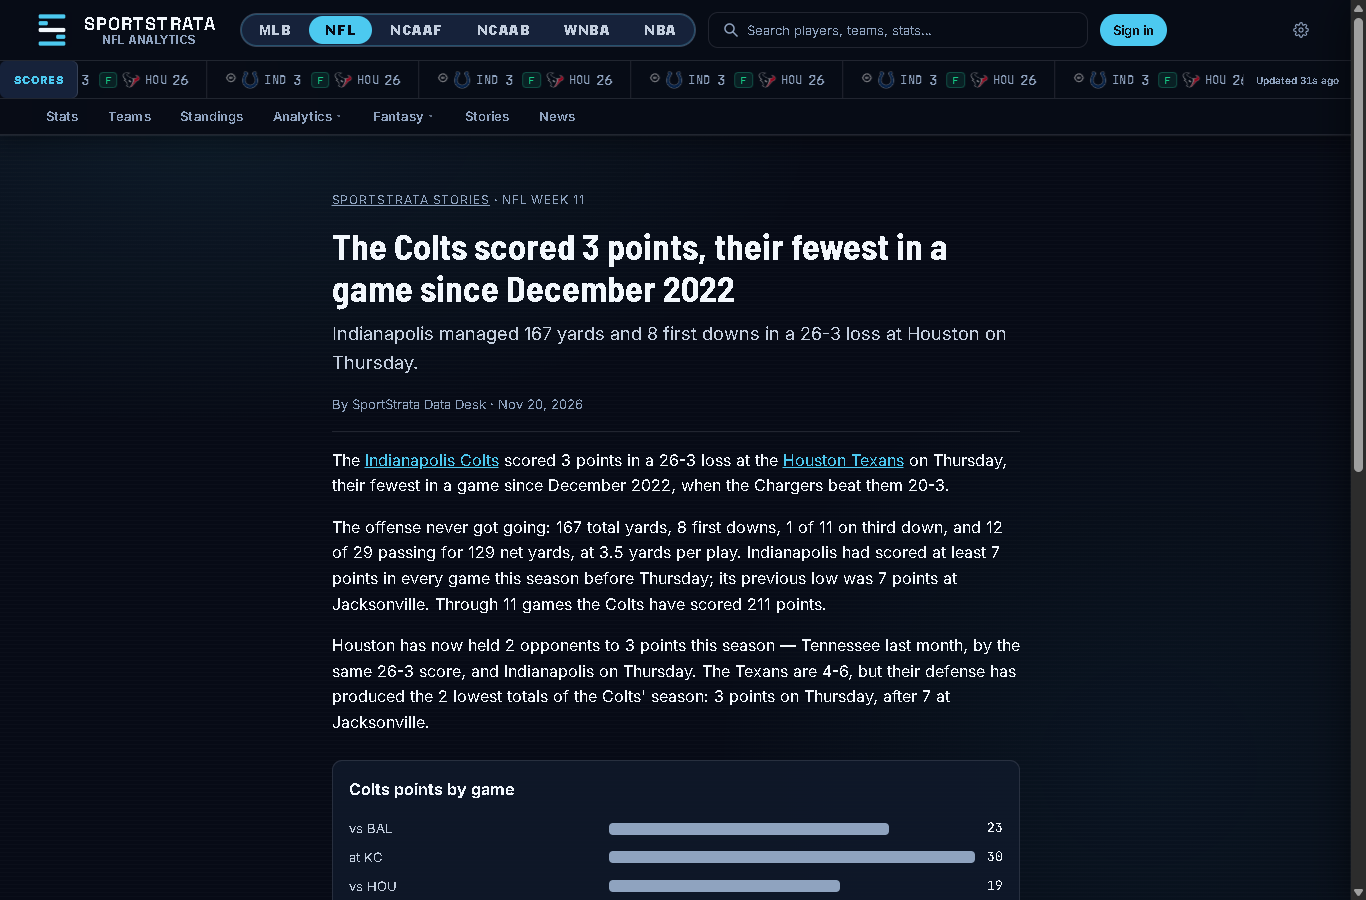 SPORTSTRATA
NFL ANALYTICS
MLB NFL NCAAF NCAAB WNBA NBA
Search players, teams, stats...
Sign in
SCORES 3 F HOU 26 IND 3 F HOU 26 IND 3 F HOU 26 IND 3 F HOU 26 IND 3 F HOU 26 IND 3 F HOU 26 Updated 31s ago
Stats Teams Standings Analytics Fantasy Stories News
SPORTSTRATA STORIES · NFL WEEK 11
The Colts scored 3 points, their fewest in a
game since December 2022
Indianapolis managed 167 yards and 8 first downs in a 26-3 loss at Houston on
Thursday.
By SportStrata Data Desk · Nov 20, 2026
The Indianapolis Colts scored 3 points in a 26-3 loss at the Houston Texans on Thursday,
their fewest in a game since December 2022, when the Chargers beat them 20-3.
The offense never got going: 167 total yards, 8 first downs, 1 of 11 on third down, and 12
of 29 passing for 129 net yards, at 3.5 yards per play. Indianapolis had scored at least 7
points in every game this season before Thursday; its previous low was 7 points at
Jacksonville. Through 11 games the Colts have scored 211 points.
Houston has now held 2 opponents to 3 points this season — Tennessee last month, by the
same 26-3 score, and Indianapolis on Thursday. The Texans are 4-6, but their defense has
produced the 2 lowest totals of the Colts' season: 3 points on Thursday, after 7 at
Jacksonville.
Colts points by game
vs BAL 23
at KC 30
vs HOU 19